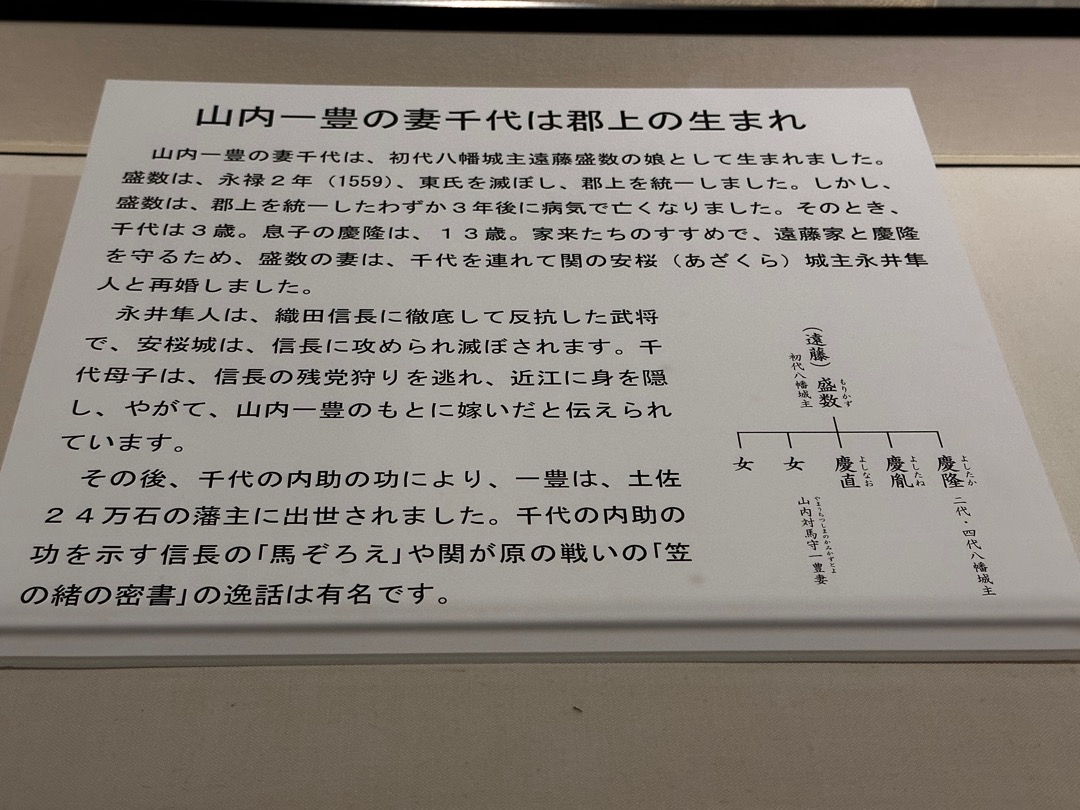 山内一豊の妻千代は郡上の生まれ
山内一豊の妻千代は、初代八幡城主遠藤盛数の娘として生まれました。
盛数は、永禄２年（1559）、東氏を滅ぼし、郡上を統一しました。しかし、
盛数は、郡上を統一したわずか３年後に病気で亡くなりました。そのとき、
千代は３歳。息子の慶隆は、１３歳。家来たちのすすめで、遠藤家と慶隆
を守るため、盛数の妻は、千代を連れて関の安桜（あざくら）城主永井隼
人と再婚しました。
永井隼人は、織田信長に徹底して反抗した武将
で、安桜城は、信長に攻められ滅ぼされます。千
代母子は、信長の残党狩りを逃れ、近江に身を隠
し、やがて、山内一豊のもとに嫁いだと伝えられ
ています。
その後、千代の内助の功により、一豊は、土佐
２４万石の藩主に出世されました。千代の内助の
功を示す信長の「馬ぞろえ」や関が原の戦いの「笠
の緒の密書」の逸話は有名です。
（遠藤）盛数
もりかず
初代八幡城主
慶隆
よしたか
二代・四代八幡城主
慶胤
よしたね
慶直
よしなお
女
山内対馬守一豊妻
やまうちつしまのかみかずとよ
女